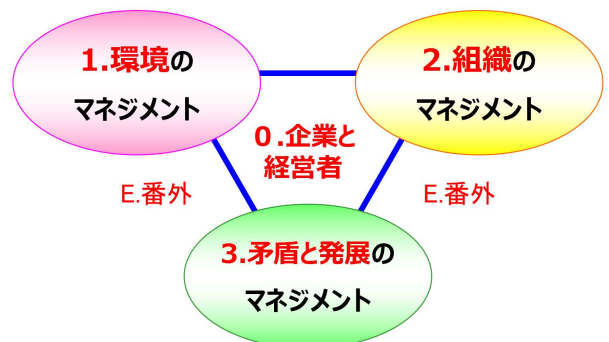 1.環境の
マネジメント
2.組織の
マネジメント
０.企業と
経営者
E.番外
E.番外
3.矛盾と発展の
マネジメント